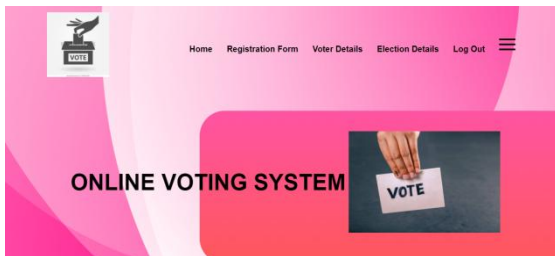 VOTE
Home Registration Form Voter Details Election Details Log Out
ONLINE VOTING SYSTEM
VOTE